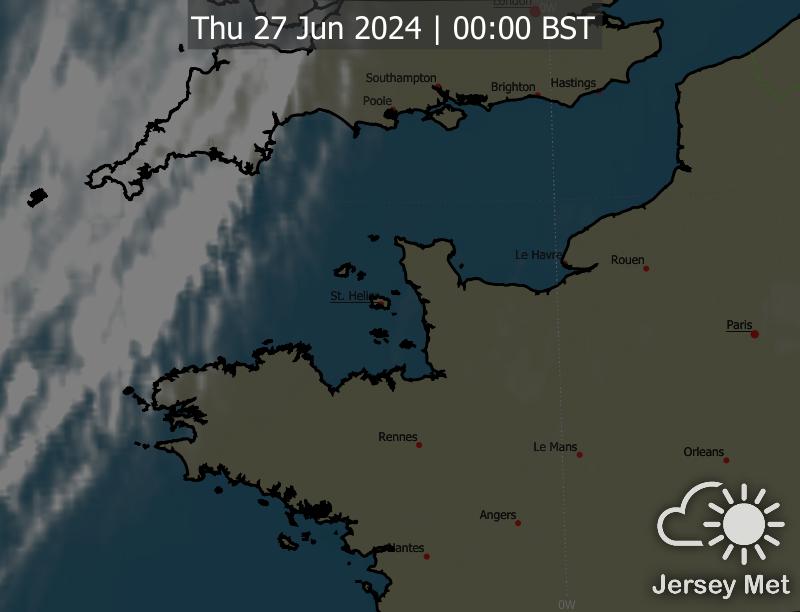 London
0W
Thu 27 Jun 2024 | 00:00 BST
Southampton
Brighton
Hastings
Poole
Le Havre
Rouen
St. Helier
Paris
Rennes
Le Mans
Orleans
Angers
Nantes
Jersey Met
0W